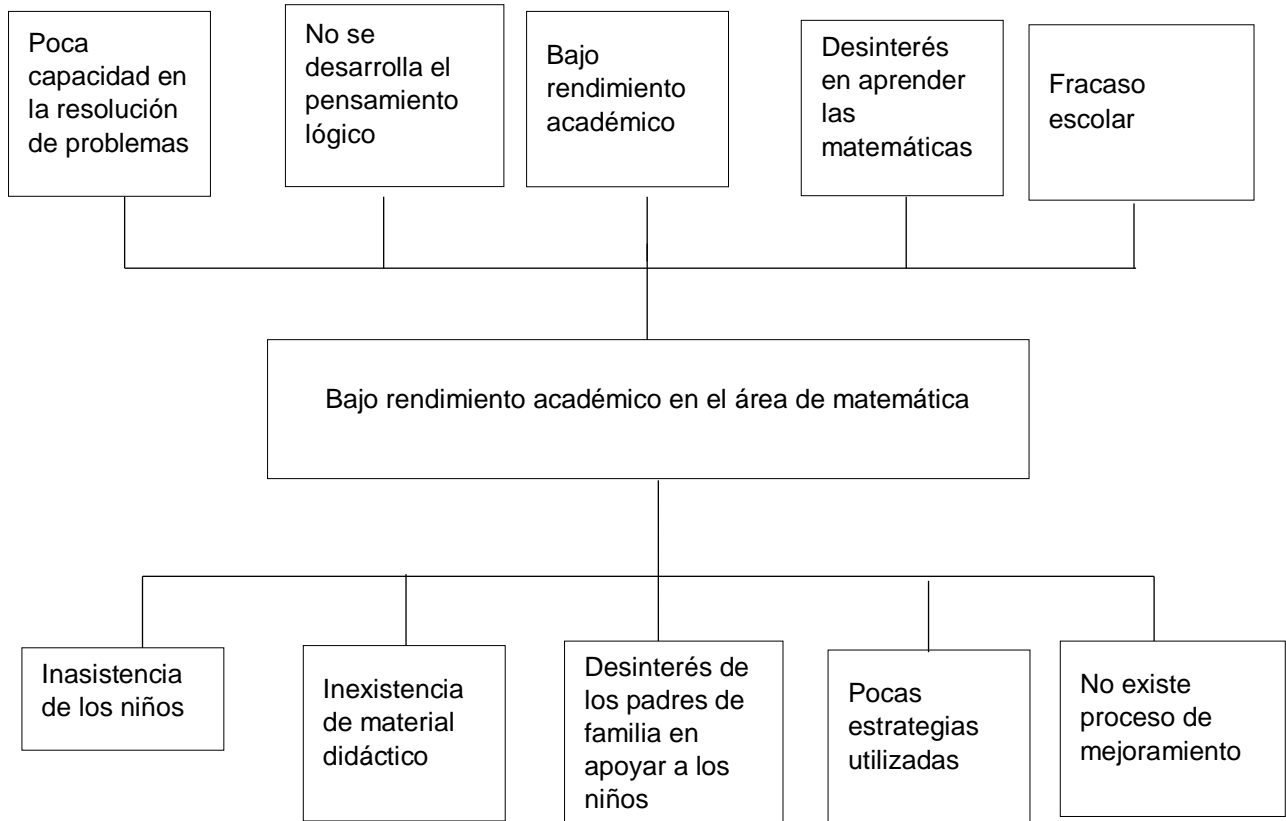 Poca
capacidad en
la resolución
de problemas
No se
desarrolla el
pensamiento
lógico
Bajo
rendimiento
académico
Desinterés
en aprender
las
matemáticas
Fracaso
escolar
Bajo rendimiento académico en el área de matemática
Inasistencia
de los niños
Inexistencia
de material
didáctico
Desinterés de
los padres de
familia en
apoyar a los
niños
Pocas
estrategias
utilizadas
No existe
proceso de
mejoramiento